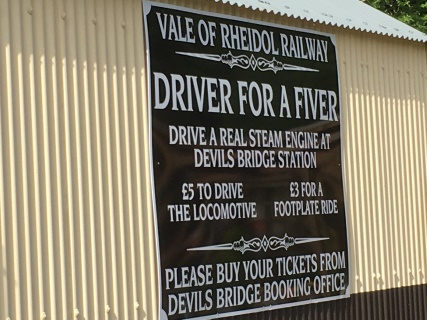 VALE OF RHEIDOL RAILWAY
DRIVER FOR A FIVER
DRIVE A REAL STEAM ENGINE AT
DEVILS BRIDGE STATION
£5 TO DRIVE
THE LOCOMOTIVE
£3 FOR A
FOOTPLATE RIDE
PLEASE BUY YOUR TICKETS FROM
DEVILS BRIDGE BOOKING OFFICE